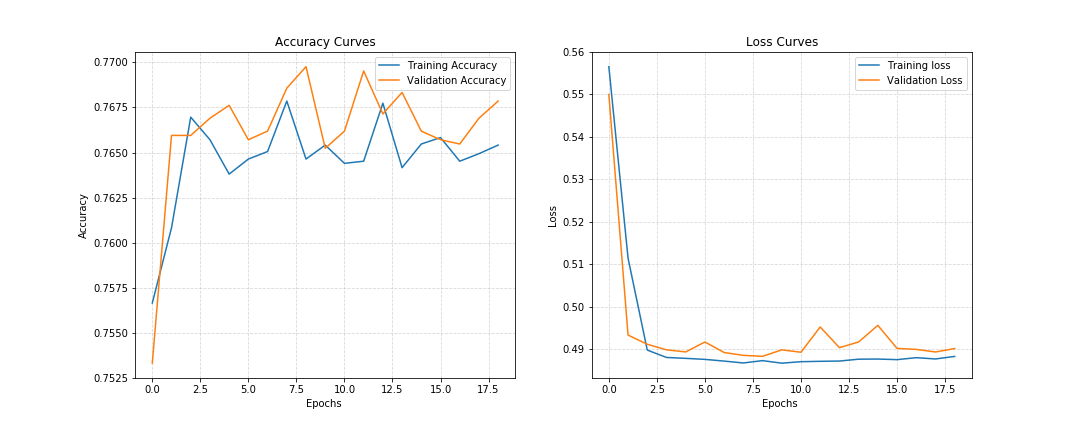 Accuracy Curves
0.7700
0.7675
0.7650
0.7625
0.7600
0.7575
0.7550
0.7525
Accuracy
Training Accuracy
Validation Accuracy
0.0 2.5 5.0 7.5 10.0 12.5 15.0 17.5
Epochs
Loss Curves
0.56
0.55
0.54
0.53
0.52
0.51
0.50
0.49
Loss
Training loss
Validation Loss
0.0 2.5 5.0 7.5 10.0 12.5 15.0 17.5
Epochs